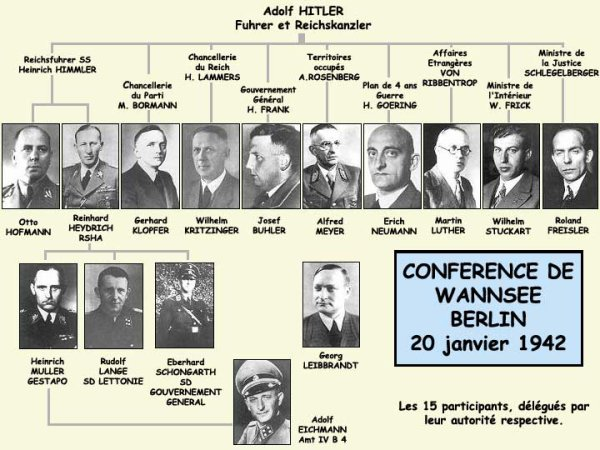 Adolf HITLER
Fuhrer et Reichskanzler
Reichsfuhrer SS
Heinrich HIMMLER
Chancellerie
du Parti
M. BORMANN
Chancellerie
du Reich
H. LAMMERS
Gouvernement
Général
H. FRANK
Territoires
occupés
A.ROSENBERG
Plan de 4 ans
Guerre
H. GOERING
Affaires
Etrangères
VON
RIBBENTROP
Ministre de
l'Intérieur
W. FRICK
Ministre de
la Justice
SCHLEGELBERGER
Otto
HOFMANN
Reinhard
HEYDRICH
RSHA
Gerhard
KLOPFER
Wilhelm
KRITZINGER
Josef
BUHLER
Alfred
MEYER
Erich
NEUMANN
Martin
LUTHER
Wilhelm
STUCKART
Roland
FREISLER
Heinrich
MULLER
GESTAPO
Rudolf
LANGE
SD LETTONIE
Eberhard
SCHONGARTH
SD
GOUVERNEMENT
GENERAL
Georg
LEIBBRANDT
Adolf
EICHMANN
Amt IV B 4
CONFERENCE DE
WANNSEE
BERLIN
20 janvier 1942
Les 15 participants, délégués par
leur autorité respective.